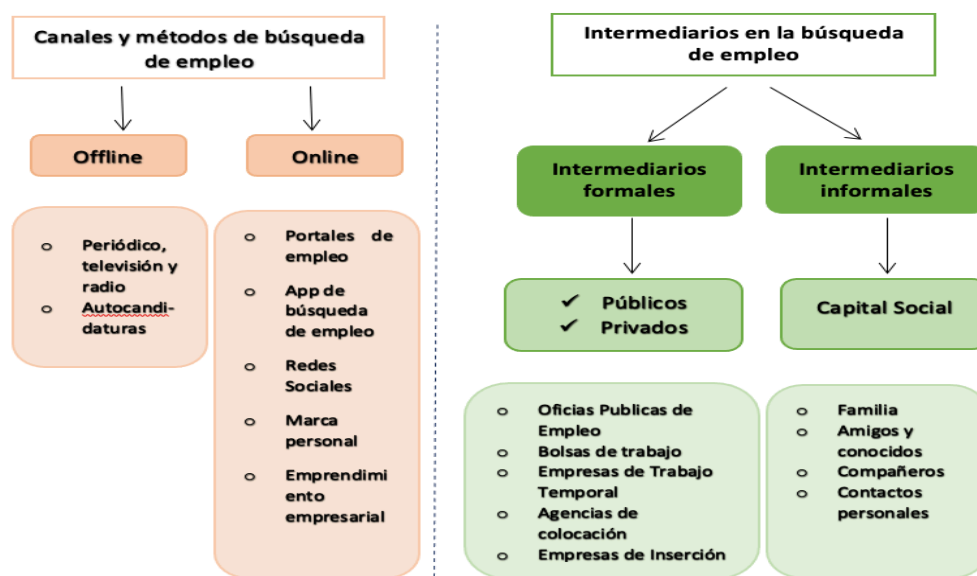 Canales y métodos de búsqueda
de empleo
Offline
Online
Periódico,
televisión y
radio
Autocandi-
daturas
Portales de
empleo
App de
búsqueda
de empleo
Redes
Sociales
Marca
personal
Emprendimi
ento
empresarial
Intermediarios en la búsqueda
de empleo
Intermediarios
formales
Intermediarios
informales
Públicos
Privados
Capital Social
Oficias Publicas de
Empleo
Bolsas de trabajo
Empresas de Trabajo
Temporal
Agencias de
colocación
Empresas de Inserción
Familia
Amigos y
conocidos
Compañeros
Contactos
personales